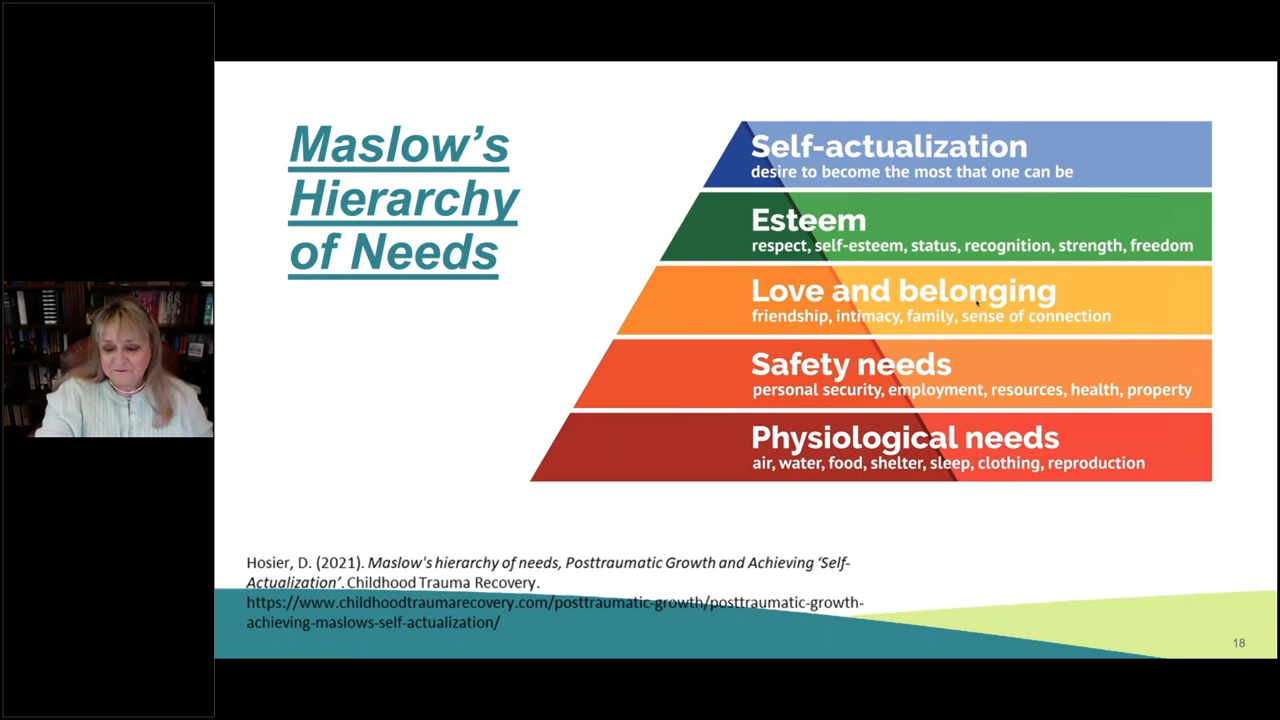 Maslow’s
Hierarchy
of Needs
Self-actualization
desire to become the most that one can be
Esteem
respect, self-esteem, status, recognition, strength, freedom
Love and belonging
friendship, intimacy, family, sense of connection
Safety needs
personal security, employment, resources, health, property
Physiological needs
air, water, food, shelter, sleep, clothing, reproduction
Hosier, D. (2021). Maslow's hierarchy of needs, Posttraumatic Growth and Achieving ‘Self-
Actualization’. Childhood Trauma Recovery.
https://www.childhoodtraumarecovery.com/posttraumatic-growth/posttraumatic-growth-
achieving-maslows-self-actualization/
18